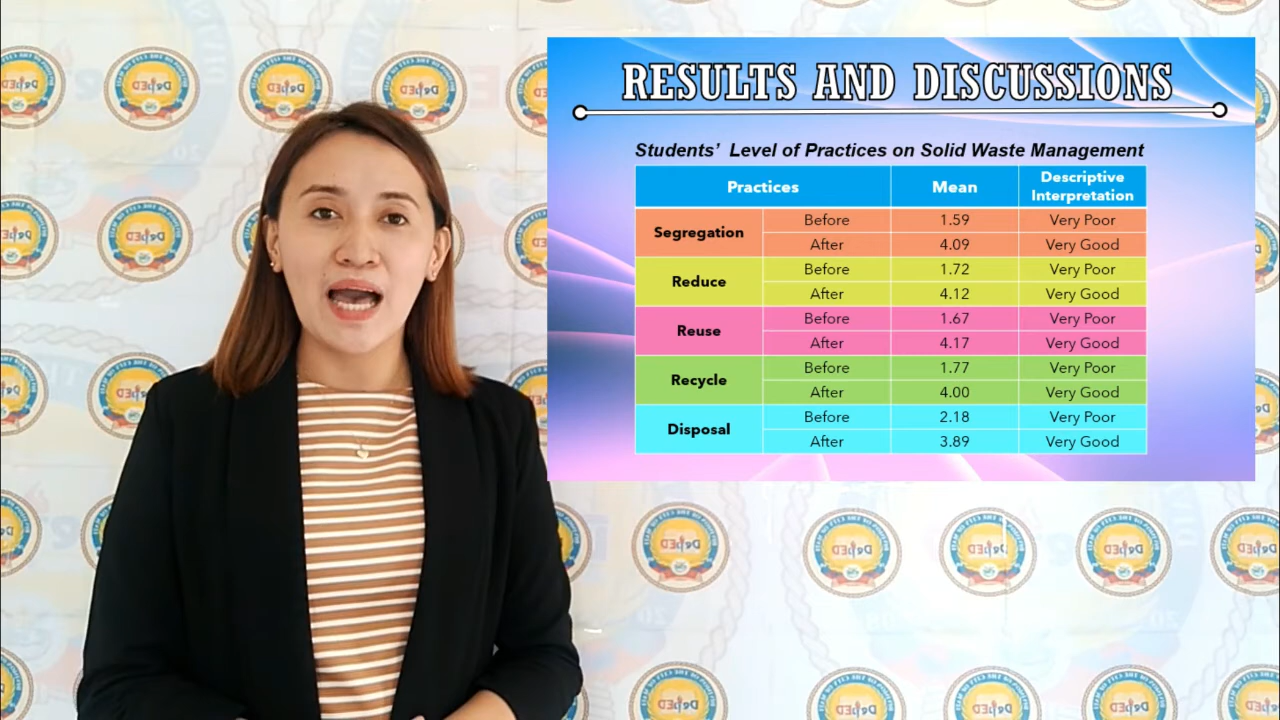 RESULTS AND DISCUSSIONS
Students’ Level of Practices on Solid Waste Management
Practices Mean Descriptive Interpretation
Segregation Before 1.59 Very Poor
After 4.09 Very Good
Reduce Before 1.72 Very Poor
After 4.12 Very Good
Reuse Before 1.67 Very Poor
After 4.17 Very Good
Recycle Before 1.77 Very Poor
After 4.00 Very Good
Disposal Before 2.18 Very Poor
After 3.89 Very Good
DepED